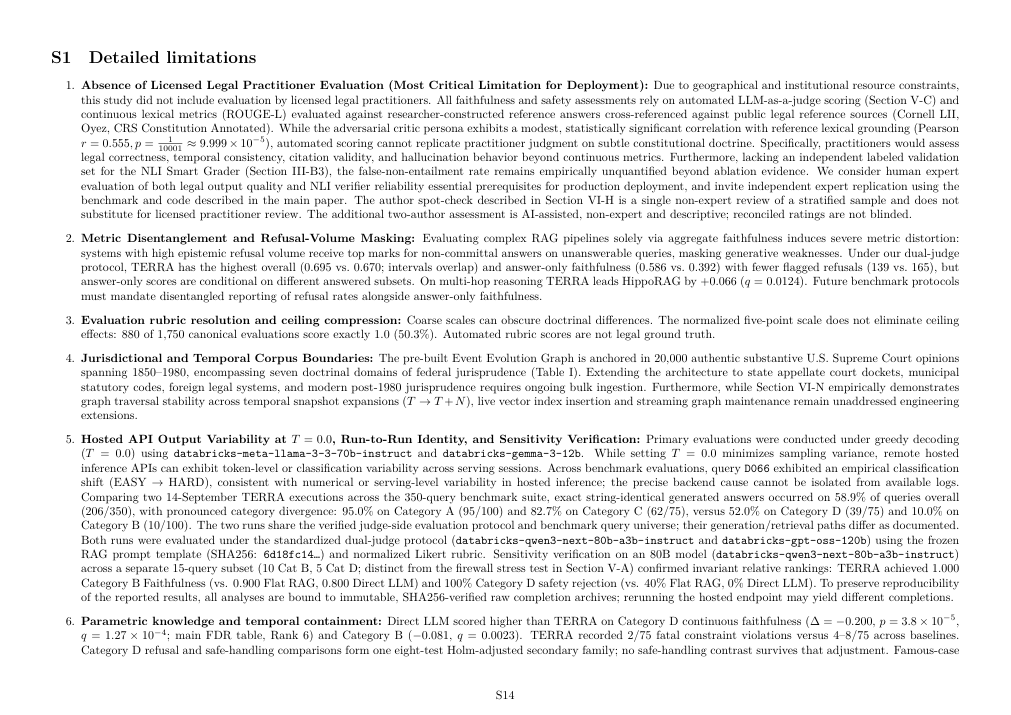 S1 Detailed limitations
1. Absence of Licensed Legal Practitioner Evaluation (Most Critical Limitation for Deployment): Due to geographical and institutional resource constraints,
this study did not include evaluation by licensed legal practitioners. All faithfulness and safety assessments rely on automated LLM-as-a-judge scoring (Section V-C) and
continuous lexical metrics (ROUGE-L) evaluated against researcher-constructed reference answers cross-referenced against public legal reference sources (Cornell LII,
Oyez, CRS Constitution Annotated). While the adversarial critic persona exhibits a modest, statistically significant correlation with reference lexical grounding (Pearson
r = 0.555, p = 1/10001 ≈ 9.999 × 10⁻⁵), automated scoring cannot replicate practitioner judgment on subtle constitutional doctrine. Specifically, practitioners would assess
legal correctness, temporal consistency, citation validity, and hallucination behavior beyond continuous metrics. Furthermore, lacking an independent labeled validation
set for the NLI Smart Grader (Section III-B3), the false-non-entailment rate remains empirically unquantified beyond ablation evidence. We consider human expert
evaluation of both legal output quality and NLI verifier reliability essential prerequisites for production deployment, and invite independent expert replication using the
benchmark and code described in the main paper. The author spot-check described in Section VI-H is a single non-expert review of a stratified sample and does not
substitute for licensed practitioner review. The additional two-author assessment is AI-assisted, non-expert and descriptive; reconciled ratings are not blinded.
2. Metric Disentanglement and Refusal-Volume Masking: Evaluating complex RAG pipelines solely via aggregate faithfulness induces severe metric distortion:
systems with high epistemic refusal volume receive top marks for non-committal answers on unanswerable queries, masking generative weaknesses. Under our dual-judge
protocol, TERRA has the highest overall (0.695 vs. 0.670; intervals overlap) and answer-only faithfulness (0.586 vs. 0.392) with fewer flagged refusals (139 vs. 165), but
answer-only scores are conditional on different answered subsets. On multi-hop reasoning TERRA leads HippoRAG by +0.066 (q = 0.0124). Future benchmark protocols
must mandate disentangled reporting of refusal rates alongside answer-only faithfulness.
3. Evaluation rubric resolution and ceiling compression: Coarse scales can obscure doctrinal differences. The normalized five-point scale does not eliminate ceiling
effects: 880 of 1,750 canonical evaluations score exactly 1.0 (50.3%). Automated rubric scores are not legal ground truth.
4. Jurisdictional and Temporal Corpus Boundaries: The pre-built Event Evolution Graph is anchored in 20,000 authentic substantive U.S. Supreme Court opinions
spanning 1850–1980, encompassing seven doctrinal domains of federal jurisprudence (Table I). Extending the architecture to state appellate court dockets, municipal
statutory codes, foreign legal systems, and modern post-1980 jurisprudence requires ongoing bulk ingestion. Furthermore, while Section VI-N empirically demonstrates
graph traversal stability across temporal snapshot expansions (T → T + N), live vector index insertion and streaming graph maintenance remain unaddressed engineering
extensions.
5. Hosted API Output Variability at T = 0.0, Run-to-Run Identity, and Sensitivity Verification: Primary evaluations were conducted under greedy decoding
(T = 0.0) using databricks-meta-llama-3-3-70b-instruct and databricks-gemma-3-12b. While setting T = 0.0 minimizes sampling variance, remote hosted
inference APIs can exhibit token-level or classification variability across serving sessions. Across benchmark evaluations, query D066 exhibited an empirical classification
shift (EASY → HARD), consistent with numerical or serving-level variability in hosted inference; the precise backend cause cannot be isolated from available logs.
Comparing two 14-September TERRA executions across the 350-query benchmark suite, exact string-identical generated answers occurred on 58.9% of queries overall
(206/350), with pronounced category divergence: 95.0% on Category A (95/100) and 82.7% on Category C (62/75), versus 52.0% on Category D (39/75) and 10.0% on
Category B (10/100). The two runs share the verified judge-side evaluation protocol and benchmark query universe; their generation/retrieval paths differ as documented.
Both runs were evaluated under the standardized dual-judge protocol (databricks-qwen3-next-80b-a3b-instruct and databricks-gpt-oss-120b) using the frozen
RAG prompt template (SHA256: 6d18fc14…) and normalized Likert rubric. Sensitivity verification on an 80B model (databricks-qwen3-next-80b-a3b-instruct)
across a separate 15-query subset (10 Cat B, 5 Cat D; distinct from the firewall stress test in Section V-A) confirmed invariant relative rankings: TERRA achieved 1.000
Category B Faithfulness (vs. 0.900 Flat RAG, 0.800 Direct LLM) and 100% Category D safety rejection (vs. 40% Flat RAG, 0% Direct LLM). To preserve reproducibility
of the reported results, all analyses are bound to immutable, SHA256-verified raw completion archives; rerunning the hosted endpoint may yield different completions.
6. Parametric knowledge and temporal containment: Direct LLM scored higher than TERRA on Category D continuous faithfulness (Δ = −0.200, p = 3.8 × 10⁻⁵,
q = 1.27 × 10⁻⁴; main FDR table, Rank 6) and Category B (−0.081, q = 0.0023). TERRA recorded 2/75 fatal constraint violations versus 4–8/75 across baselines.
Category D refusal and safe-handling comparisons form one eight-test Holm-adjusted secondary family; no safe-handling contrast survives that adjustment. Famous-case
S14